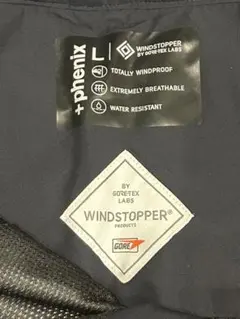 +phenix
L
WINDSTOPPER
BY GORE-TEX LABS
TOTALLY WINDPROOF
EXTREMELY BREATHABLE
WATER RESISTANT
BY
GORE-TEX
LABS
WINDSTOPPER®
PRODUCTS
GORE